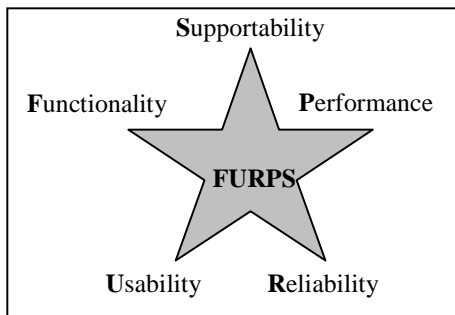 Supportability
Functionality
Performance
FURPS
Usability
Reliability